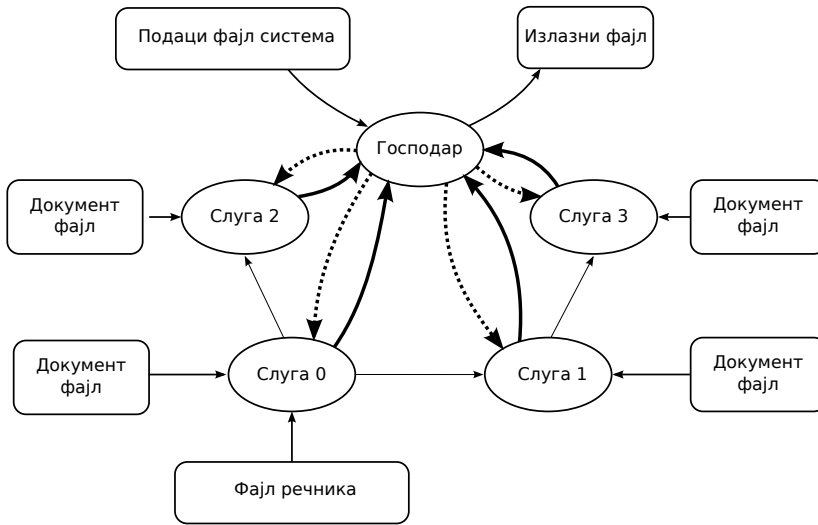 Подаци фајл система
Излазни фајл
Господар
Документ
фајл
Слуга 2
Слуга 3
Документ
фајл
Документ
фајл
Слуга 0
Слуга 1
Документ
фајл
Фајл речника